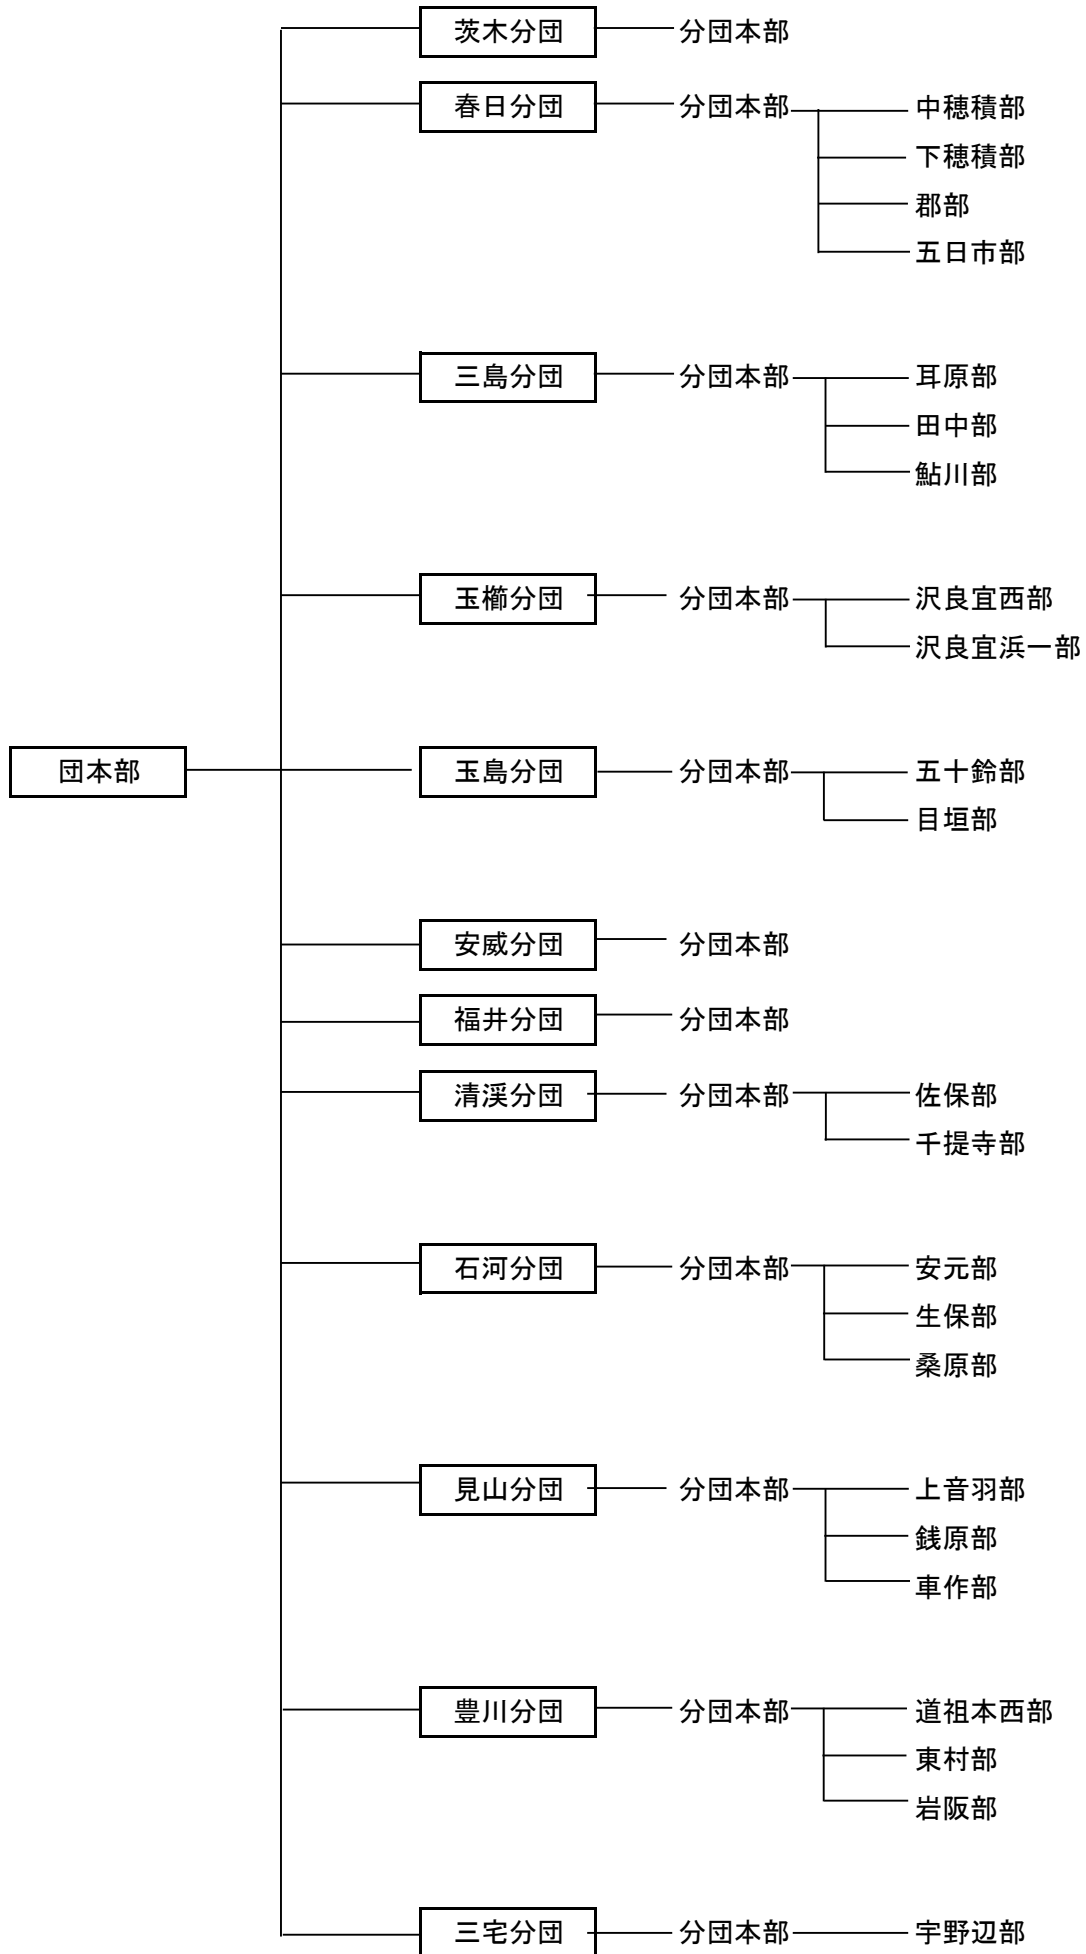 茨木分団 分団本部
春日分団 分団本部 中穂積部
下穂積部
郡部
五日市部
三島分団 分団本部 耳原部
田中部
鮎川部
玉櫛分団 分団本部 沢良宜西部
沢良宜浜一部
団本部 玉島分団 分団本部 五十鈴部
目垣部
安威分団 分団本部
福井分団 分団本部
清渓分団 分団本部 佐保部
千提寺部
石河分団 分団本部 安元部
生保部
桑原部
見山分団 分団本部 上音羽部
銭原部
車作部
豊川分団 分団本部 道祖本西部
東村部
岩阪部
三宅分団 分団本部 宇野辺部